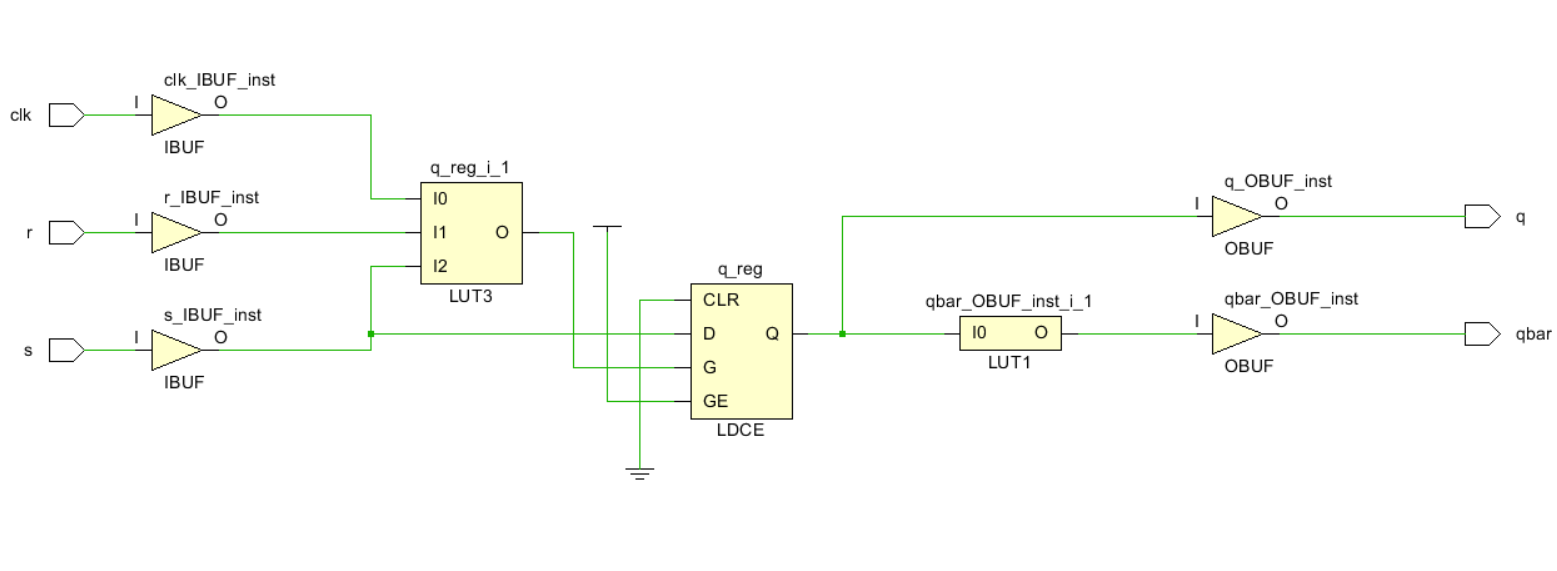 clk_IBUF_inst
clk
I
O
IBUF
q_reg_i_1
r_IBUF_inst
r
I
O
IBUF
I0
I1
I2
O
LUT3
s_IBUF_inst
s
I
O
IBUF
q_reg
CLR
D
G
GE
Q
LDCE
qbar_OBUF_inst_i_1
I0
O
LUT1
q_OBUF_inst
I
O
OBUF
q
qbar_OBUF_inst
I
O
OBUF
qbar